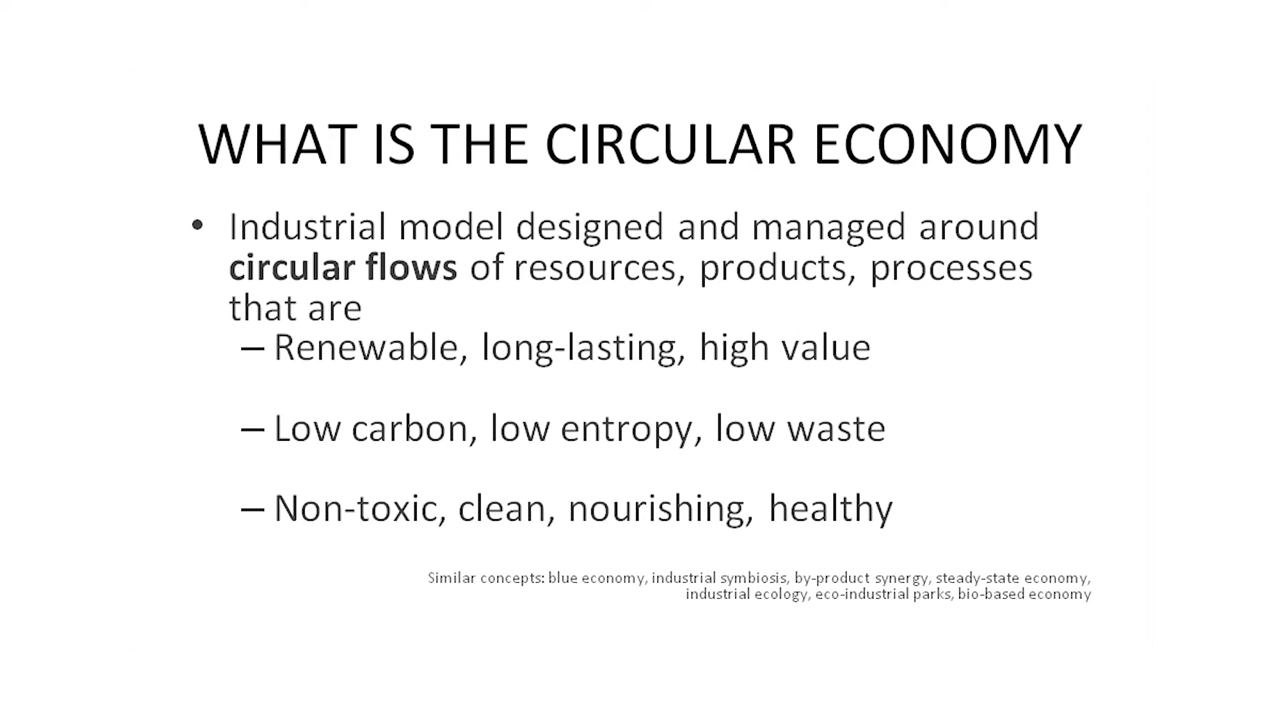 WHAT IS THE CIRCULAR ECONOMY
• Industrial model designed and managed around
circular flows of resources, products, processes
that are
– Renewable, long-lasting, high value
– Low carbon, low entropy, low waste
– Non-toxic, clean, nourishing, healthy
Similar concepts: blue economy, industrial symbiosis, by-product synergy, steady-state economy,
industrial ecology, eco-industrial parks, bio-based economy